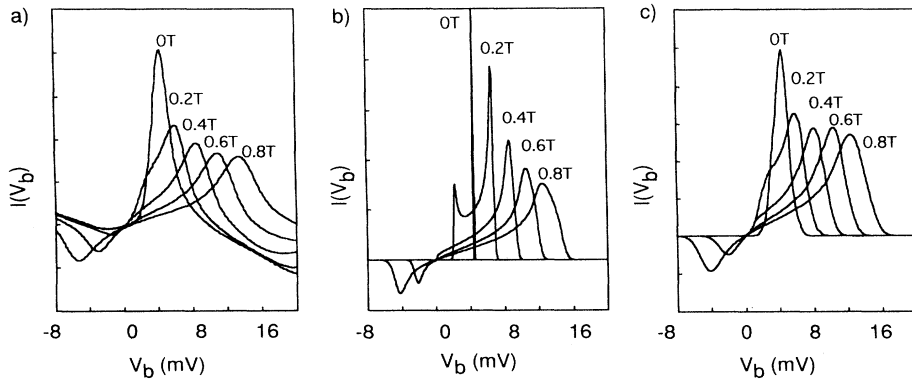 a)
I(V_b)
0T
0.2T
0.4T
0.6T
0.8T
-8 0 8 16
V_b (mV)
b)
I(V_b)
0T
0.2T
0.4T
0.6T
0.8T
-8 0 8 16
V_b (mV)
c)
I(V_b)
0T
0.2T
0.4T
0.6T
0.8T
-8 0 8 16
V_b (mV)